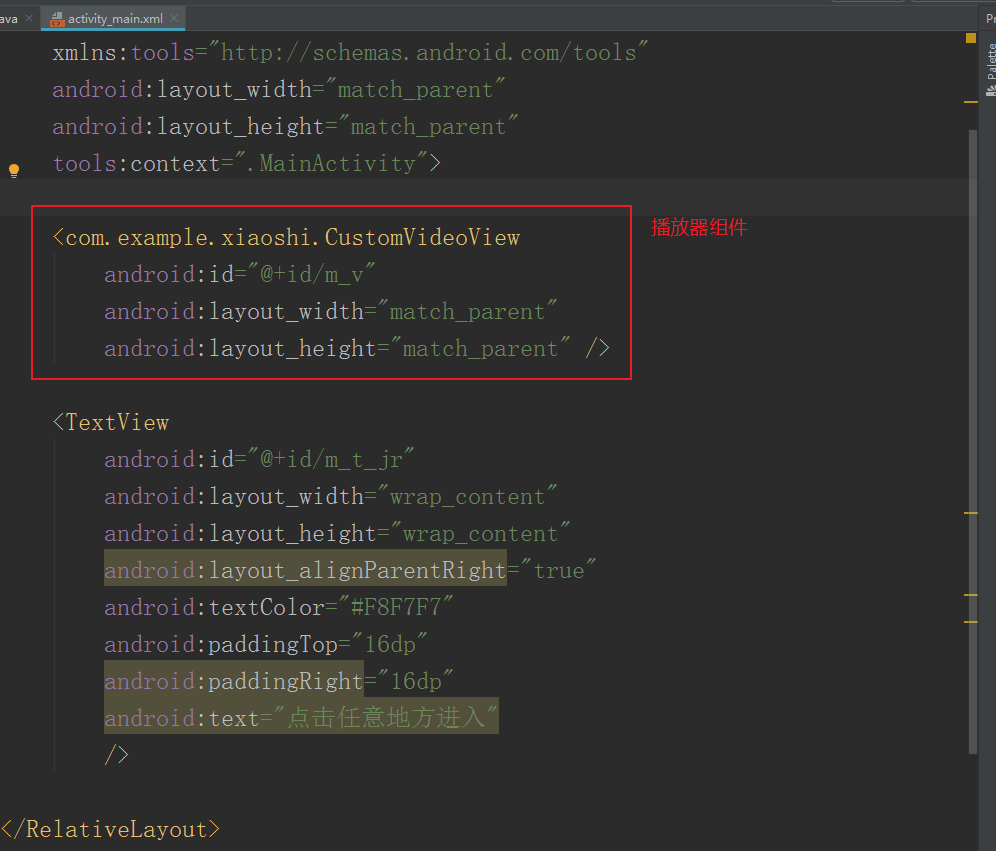 ava
activity_main.xml
Pr
Palette
xmlns:tools="http://schemas.android.com/tools"
android:layout_width="match_parent"
android:layout_height="match_parent"
tools:context=".MainActivity">
<com.example.xiaoshi.CustomVideoView
播放器组件
android:id="@+id/m_v"
android:layout_width="match_parent"
android:layout_height="match_parent" />
<TextView
android:id="@+id/m_t_jr"
android:layout_width="wrap_content"
android:layout_height="wrap_content"
android:layout_alignParentRight="true"
android:textColor="#F8F7F7"
android:paddingTop="16dp"
android:paddingRight="16dp"
android:text="点击任意地方进入"
/>
</RelativeLayout>